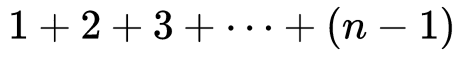 1 + 2 + 3 + ⋯ + (n − 1)